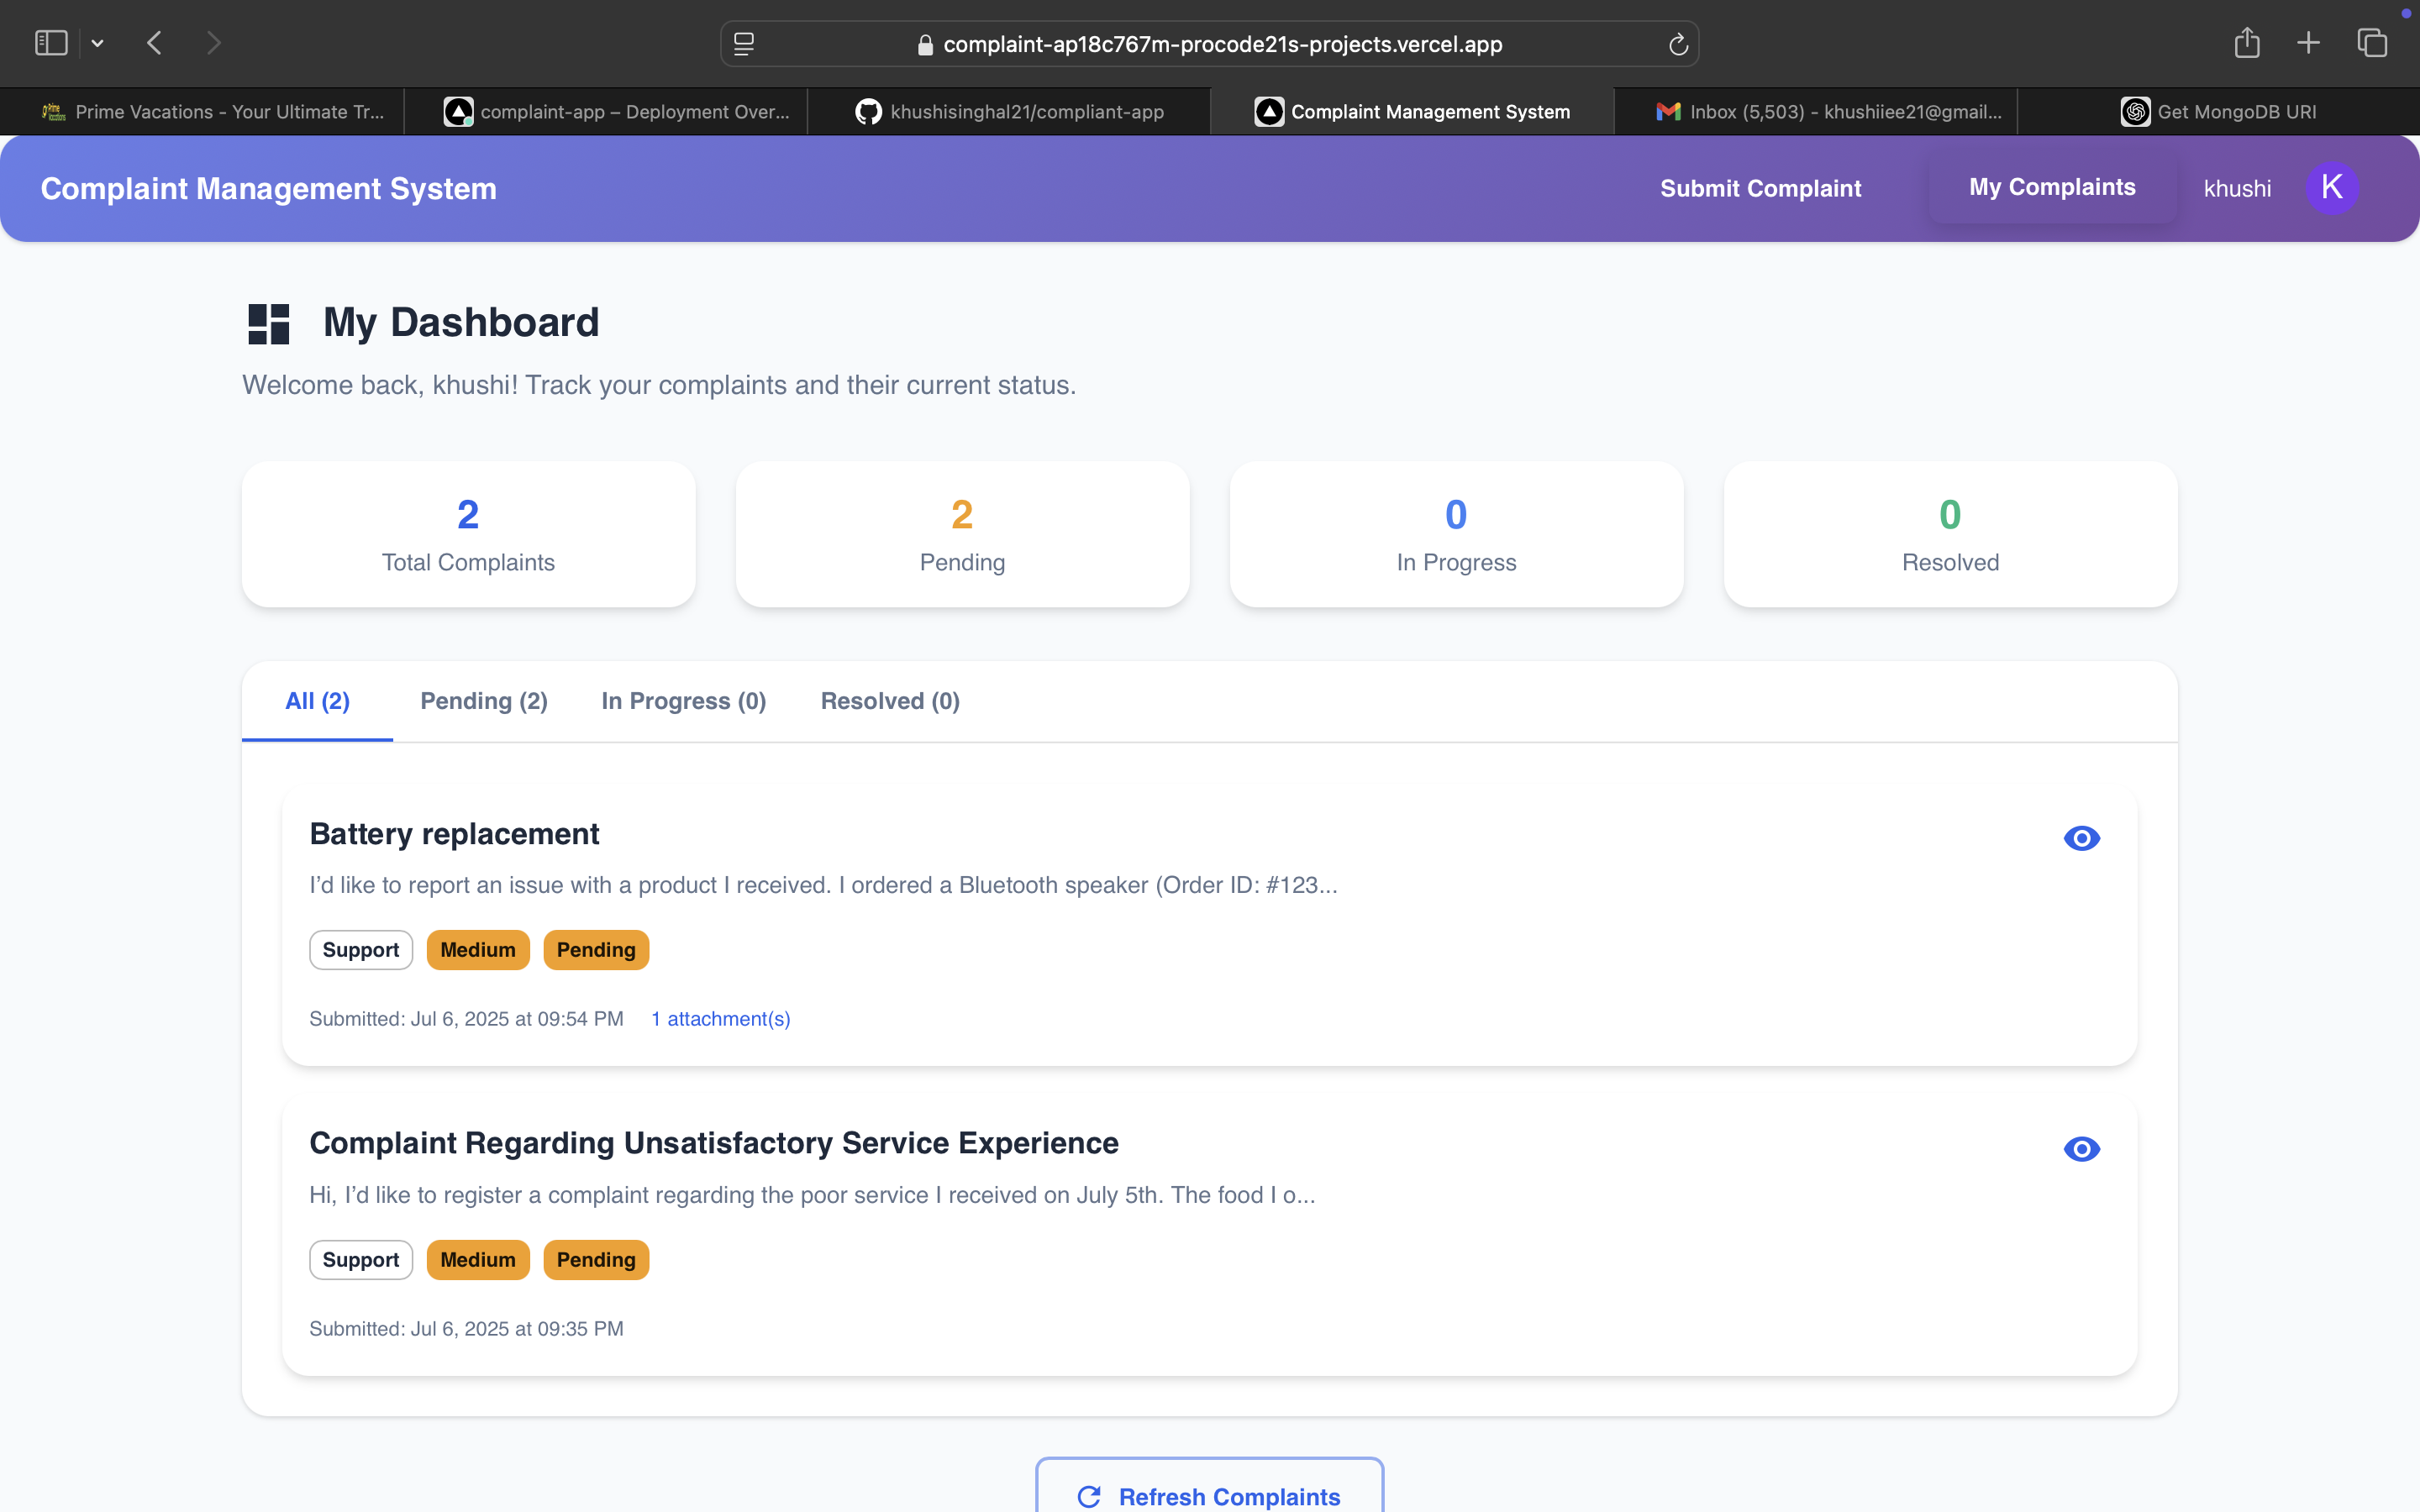 complaint-ap18c767m-procode21s-projects.vercel.app
Prime Vacations - Your Ultimate Tr...
complaint-app – Deployment Over...
khushisinghal21/compliant-app
Complaint Management System
Inbox (5,503) - khushiiee21@gmail...
Get MongoDB URI
Complaint Management System
Submit Complaint
My Complaints
khushi
K
My Dashboard
Welcome back, khushi! Track your complaints and their current status.
2
Total Complaints
2
Pending
0
In Progress
0
Resolved
All (2)
Pending (2)
In Progress (0)
Resolved (0)
Battery replacement
I’d like to report an issue with a product I received. I ordered a Bluetooth speaker (Order ID: #123...
Support
Medium
Pending
Submitted: Jul 6, 2025 at 09:54 PM
1 attachment(s)
Complaint Regarding Unsatisfactory Service Experience
Hi, I’d like to register a complaint regarding the poor service I received on July 5th. The food I o...
Support
Medium
Pending
Submitted: Jul 6, 2025 at 09:35 PM
Refresh Complaints